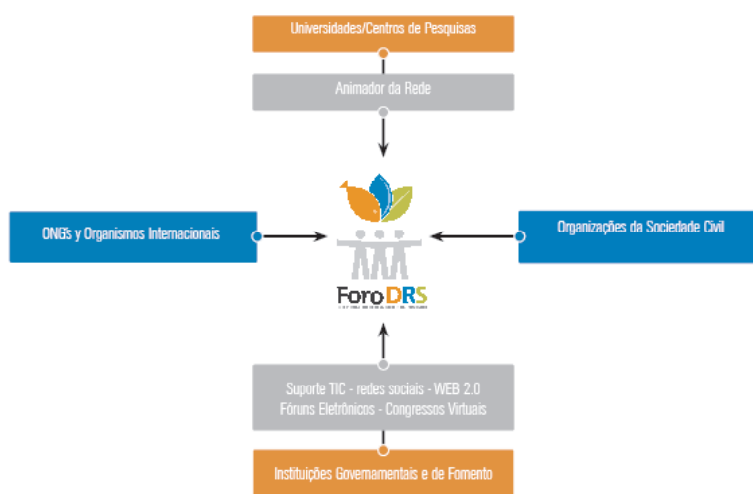 Universidades/Centros de Pesquisas
Animador da Rede
ONG's y Organismos Internacionais
Organizações da Sociedade Civil
ForoDRS
Suporte TIC - redes sociais - WEB 2.0
Fóruns Eletrônicos - Congressos Virtuais
Instituições Governamentais e de Fomento